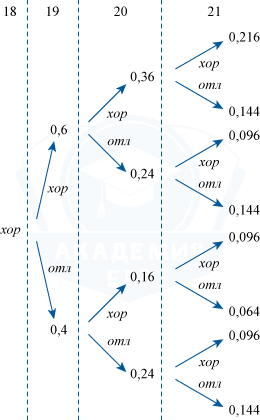 18 19 20 21
0,216
хор
0,36
отл
0,144
хор
0,6
отл
0,096
хор
0,24
отл
хор
0,144
хор
0,096
отл
хор
0,16
отл
0,064
хор
0,4
отл
0,096
хор
0,24
отл
0,144
АКАДЕМИЯ